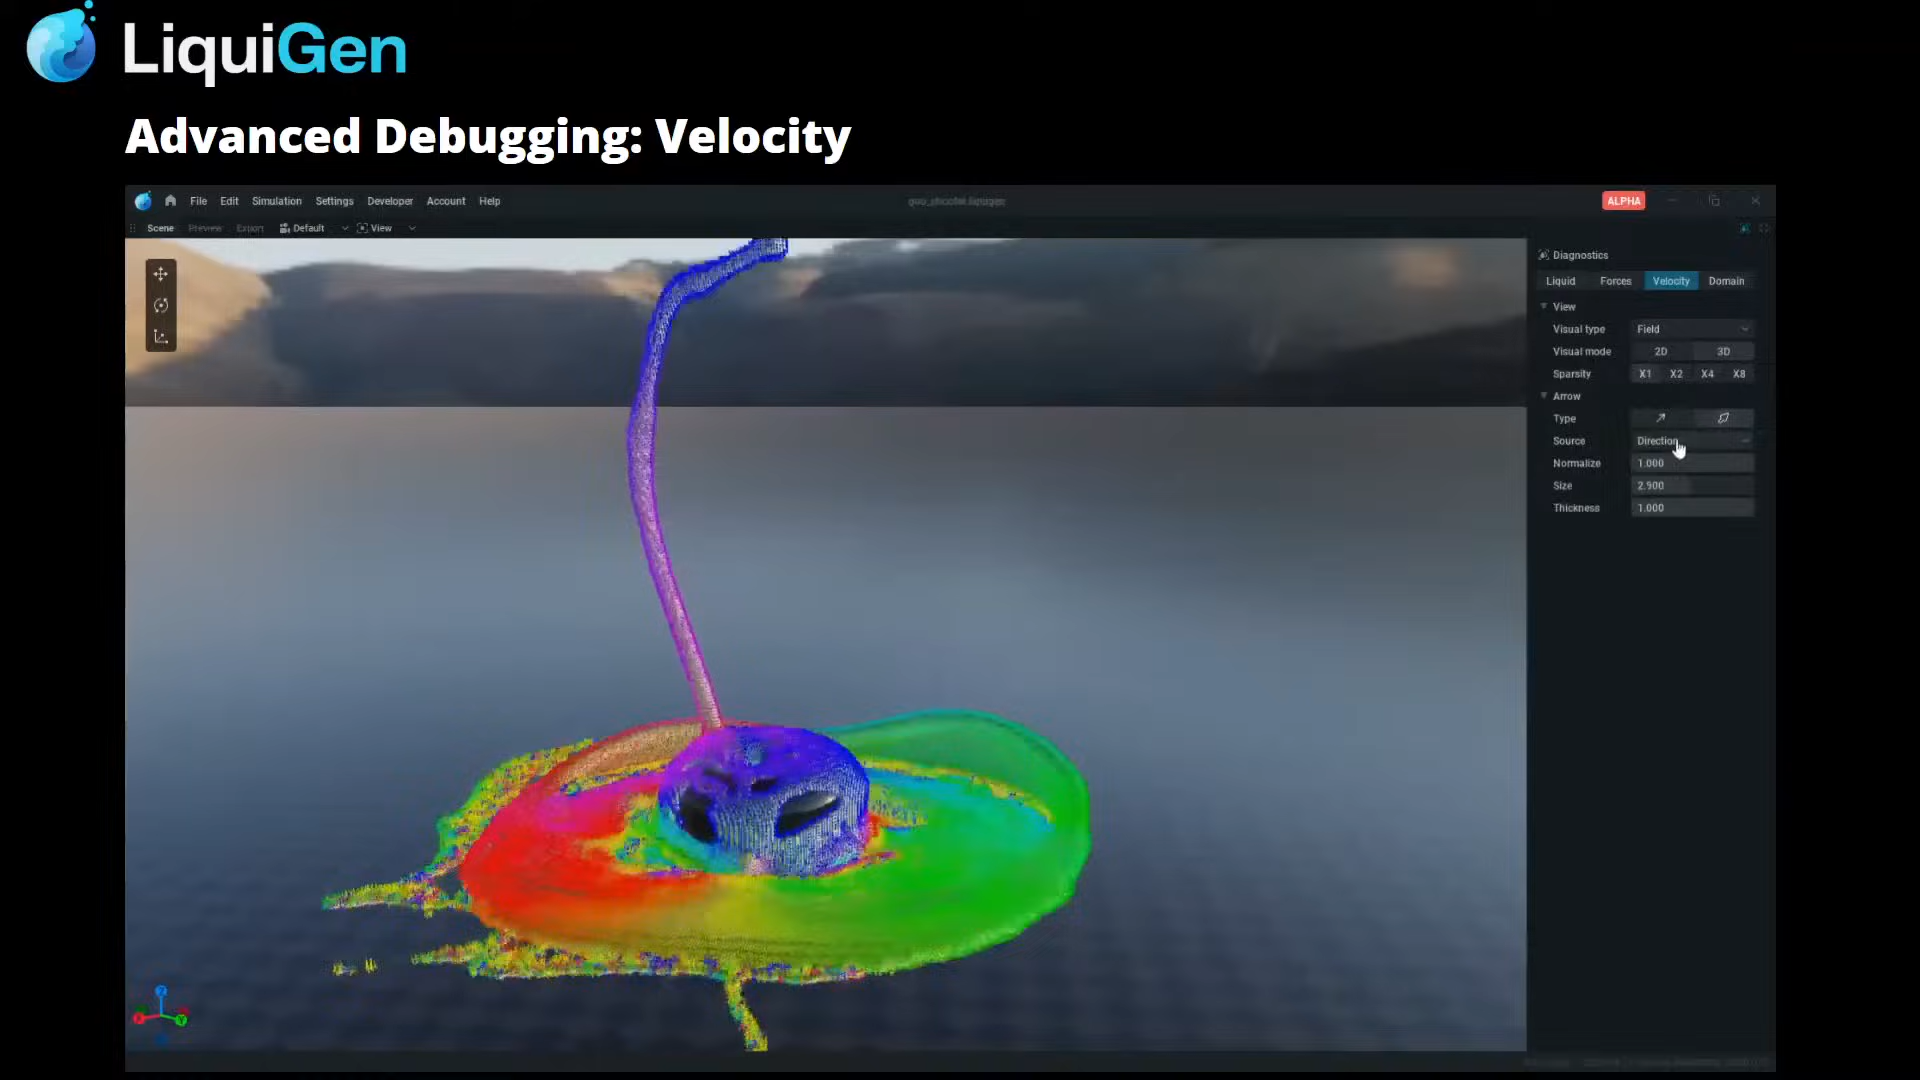 LiquiGen
Advanced Debugging: Velocity
File Edit Simulation Settings Developer Account Help
ALPHA
Scene Preview Export Default View
Diagnostics
Liquid Forces Velocity Domain
View
Visual type Field
Visual mode 2D 3D
Sparsity X1 X2 X4 X8
Arrow
Type
Source Direction
Normalize 1.000
Size 2.900
Thickness 1.000
Z
X
Y